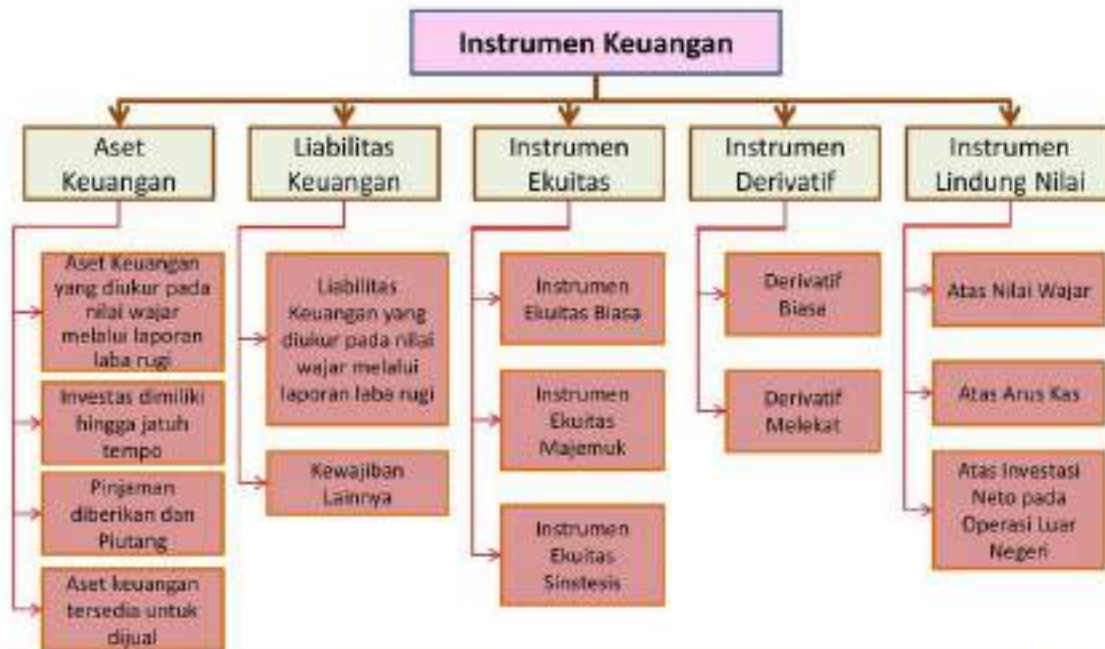 Instrumen Keuangan
Aset
Keuangan
Liabilitas
Keuangan
Instrumen
Ekuitas
Instrumen
Derivatif
Instrumen
Lindung Nilai
Aset Keuangan
yang diukur pada
nilai wajar
melalui laporan
laba rugi
Investas dimiliki
hingga jatuh
tempo
Pinjaman
diberikan dan
Piutang
Aset keuangan
tersedia untuk
dijual
Liabilitas
Keuangan yang
diukur pada nilai
wajar melalui
laporan laba rugi
Kewajiban
Lainnya
Instrumen
Ekuitas Biasa
Instrumen
Ekuitas
Majemuk
Instrumen
Ekuitas
Sinstesis
Derivatif
Biasa
Derivatif
Melekat
Atas Nilai Wajar
Atas Arus Kas
Atas Investasi
Neto pada
Operasi Luar
Negeri